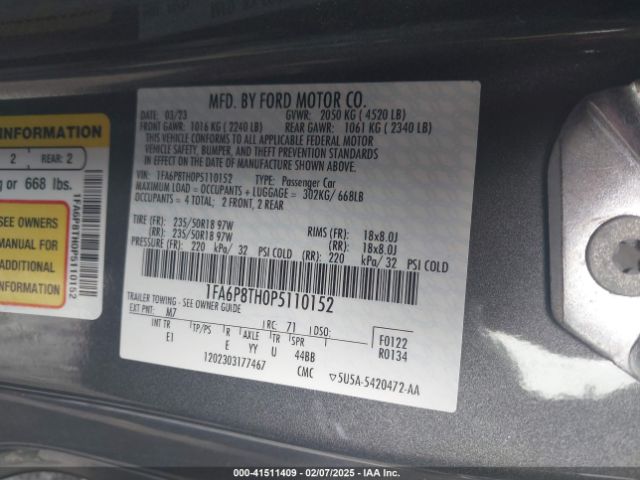 MFD. BY FORD MOTOR CO.
DATE: 03/23 GVWR: 2050 KG ( 4520 LB)
FRONT GAWR: 1016 KG ( 2240 LB) REAR GAWR: 1061 KG ( 2340 LB)
THIS VEHICLE CONFORMS TO ALL APPLICABLE FEDERAL MOTOR
VEHICLE SAFETY, BUMPER, AND THEFT PREVENTION STANDARDS
IN EFFECT ON THE DATE OF MANUFACTURE SHOWN ABOVE.
VIN: 1FA6P8TH0P5110152 TYPE: Passenger Car
MAXIMUM LOAD = OCCUPANTS + LUGGAGE = 302KG/ 668LB
OCCUPANTS = 4 TOTAL; 2 FRONT, 2 REAR
TIRE (FR): 235/50R18 97W RIMS (FR): 18x8.0J
(RR): 235/50R18 97W (RR): 18x8.0J
PRESSURE (FR): 220 kPa/ 32 PSI COLD (RR) 220 kPa/ 32 PSI COLD
1FA6P8TH0P5110152
TRAILER TOWING - SEE OWNER GUIDE
EXT PNT: M7 RC: 71 DSO:
INT TR TP/PS R AXLE TR SPR
E1 E YY U 44BB
F0122
R0134
1202303177467 CMC 5U5A-5420472-AA
INFORMATION
2 REAR: 2
or 668 lbs.
SEE OWNERS
MANUAL FOR
ADDITIONAL
INFORMATION
1FA6P8TH0P5110152
000-41511409 - 02/07/2025 - IAAI.COM